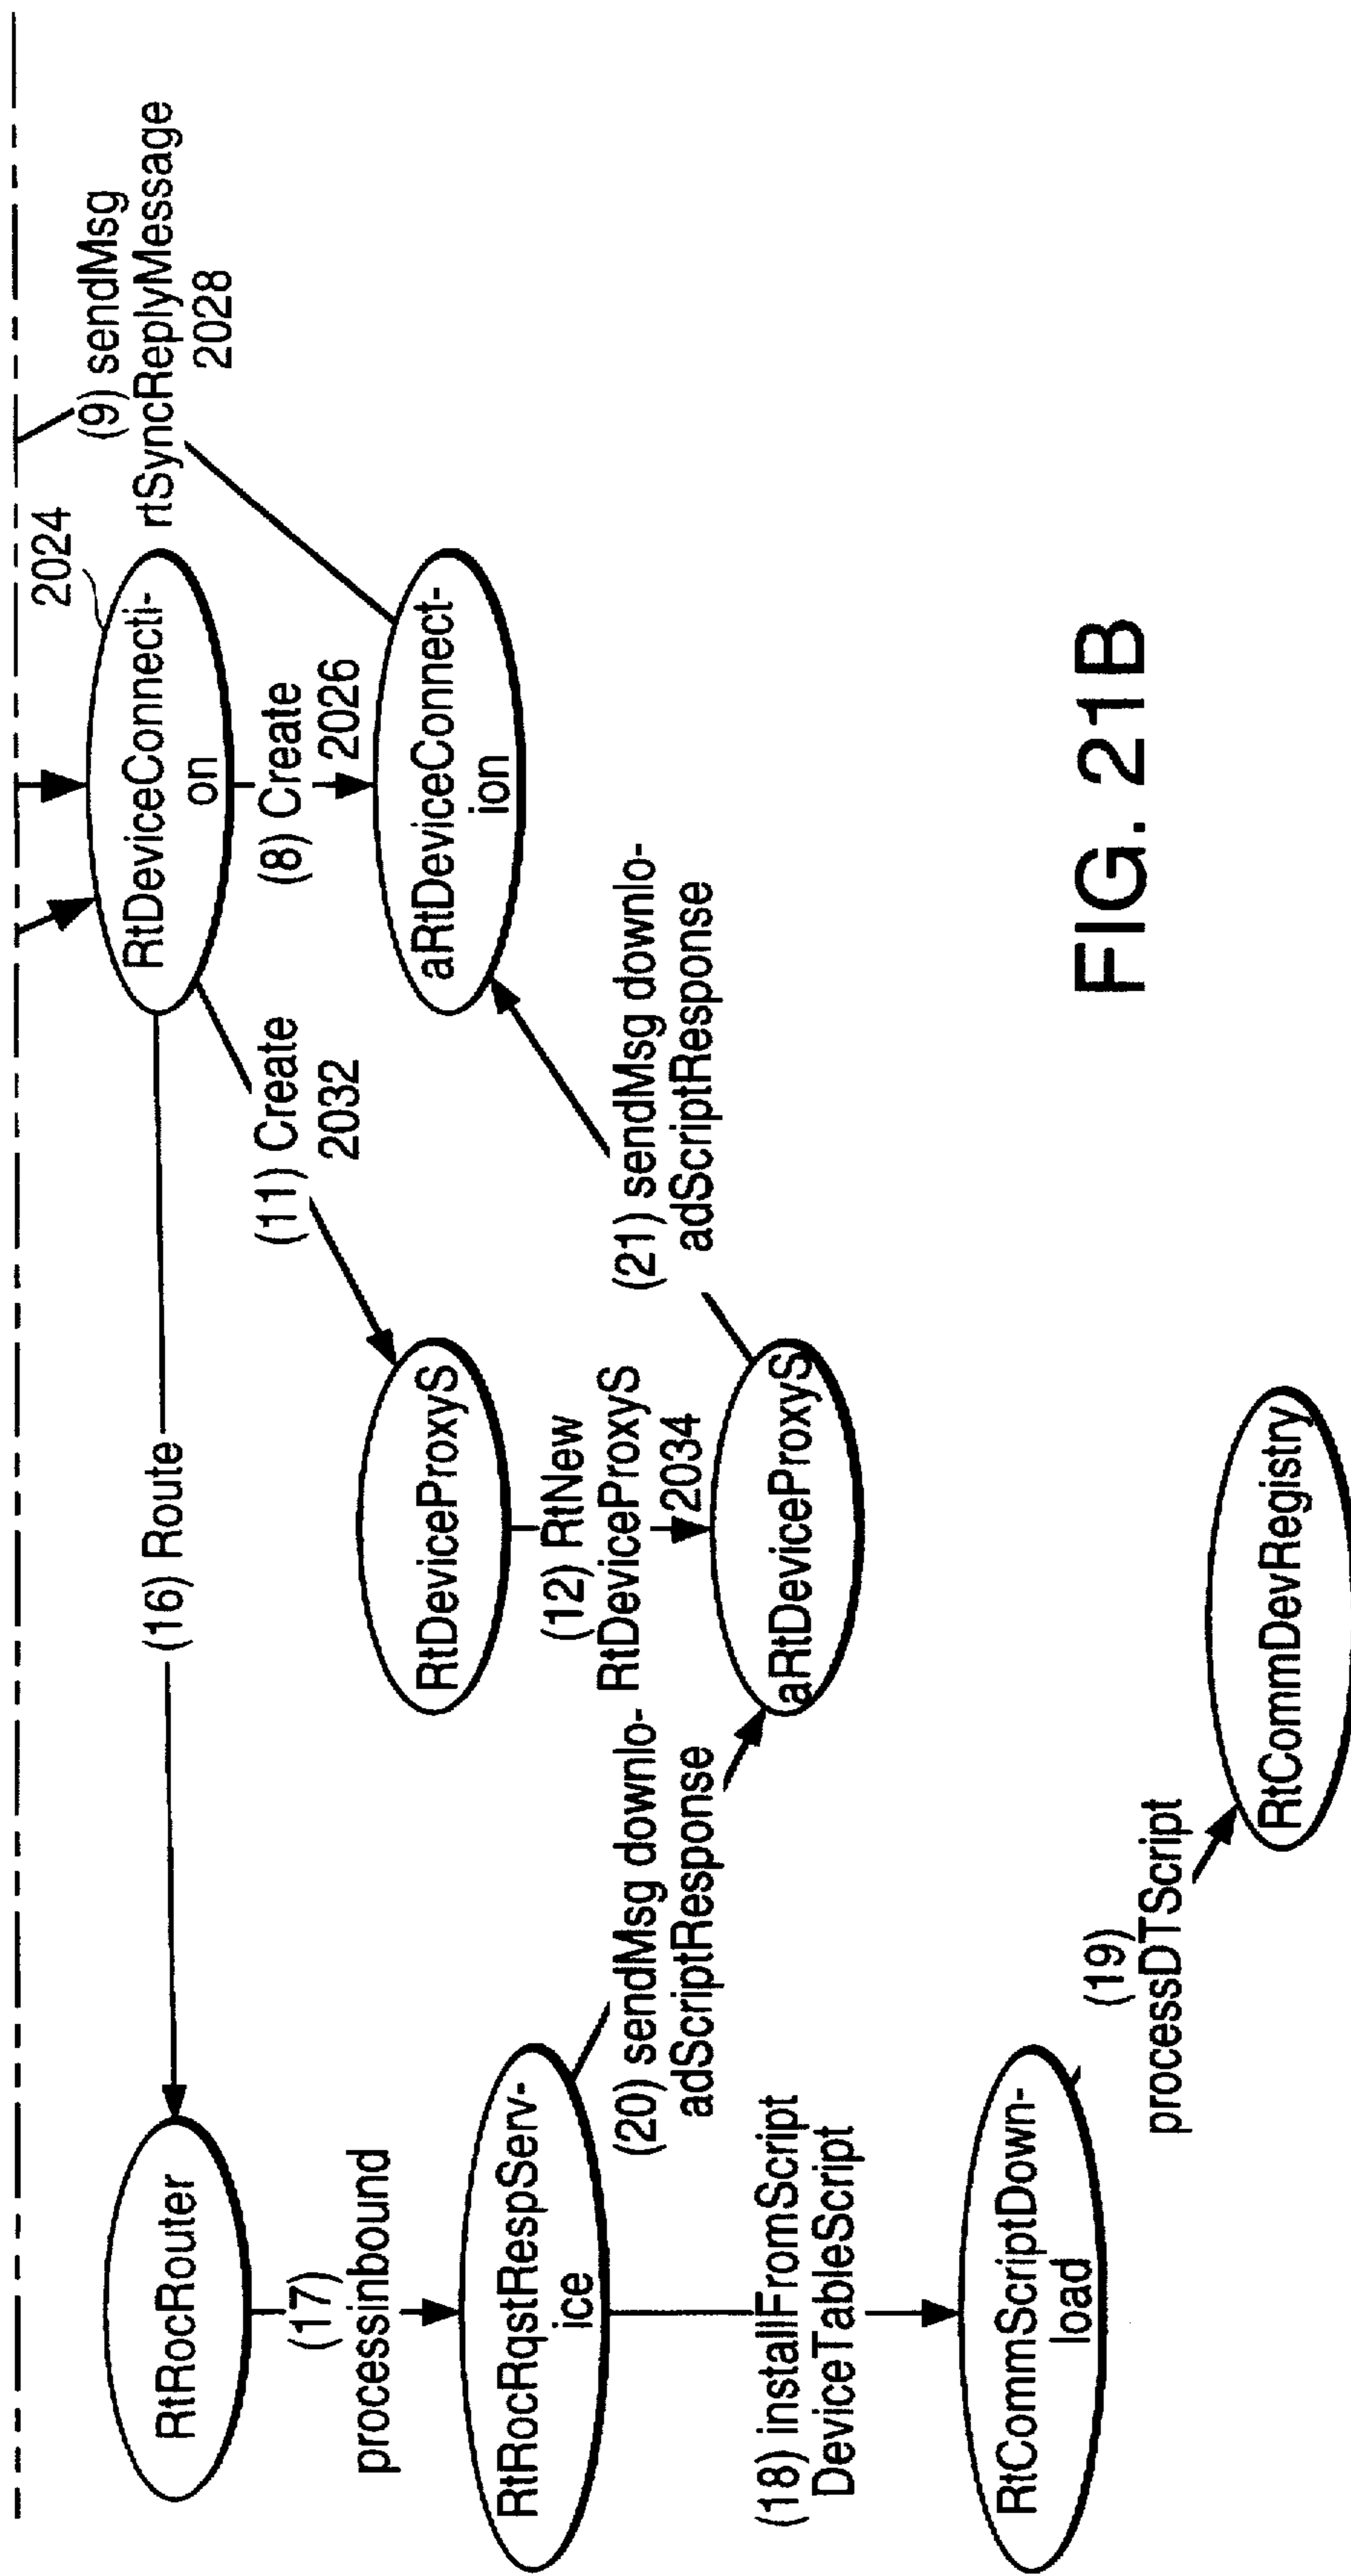 2024
(9) sendMsg
rtSyncReplyMessage
2028
RtDeviceConnecti-
on
(16) Route
RtRocRouter
(8) Create
2026
(11) Create
2032
(17)
processinbound
aRtDeviceConnect-
ion
RtDeviceProxyS
RtRocRqstRespServ-
ice
(12) RtNew
RtDeviceProxyS
2034
(21) sendMsg downlo-
adScriptResponse
(20) sendMsg downlo-
adScriptResponse
aRtDeviceProxyS
(18) installFromScript
DeviceTableScript
RtCommScriptDown-
load
(19)
processDTScript
RtCommDevRegistry
FIG. 21B